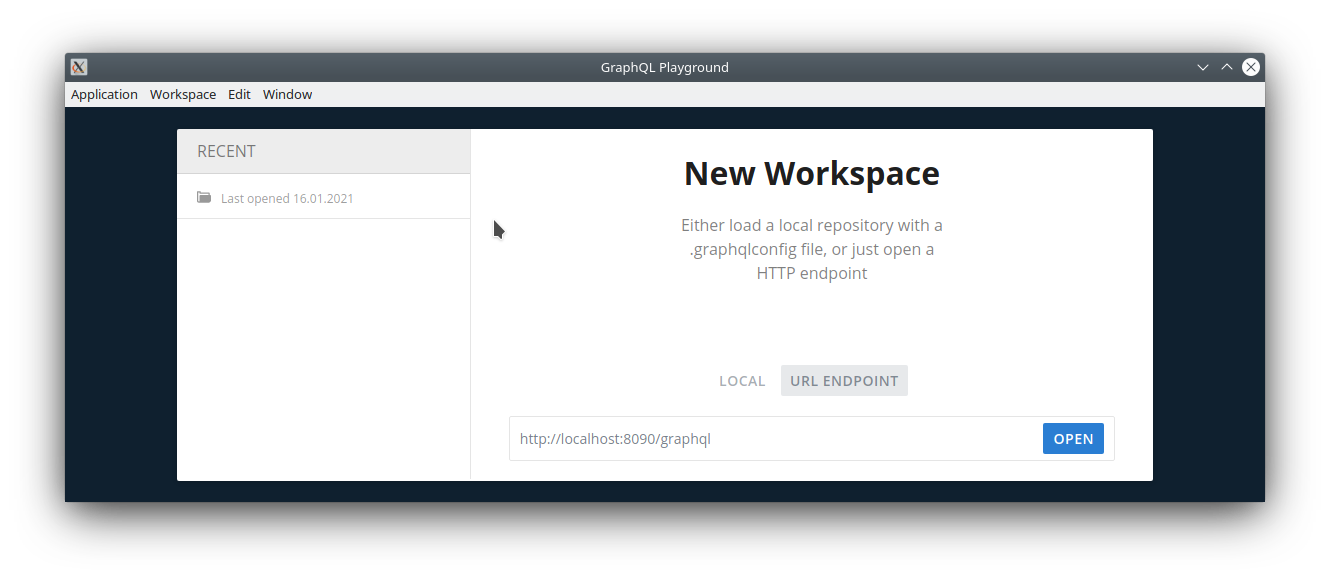 GraphQL Playground
Application Workspace Edit Window
RECENT
Last opened 16.01.2021
New Workspace
Either load a local repository with a
.graphqlconfig file, or just open a
HTTP endpoint
LOCAL URL ENDPOINT
http://localhost:8090/graphql OPEN